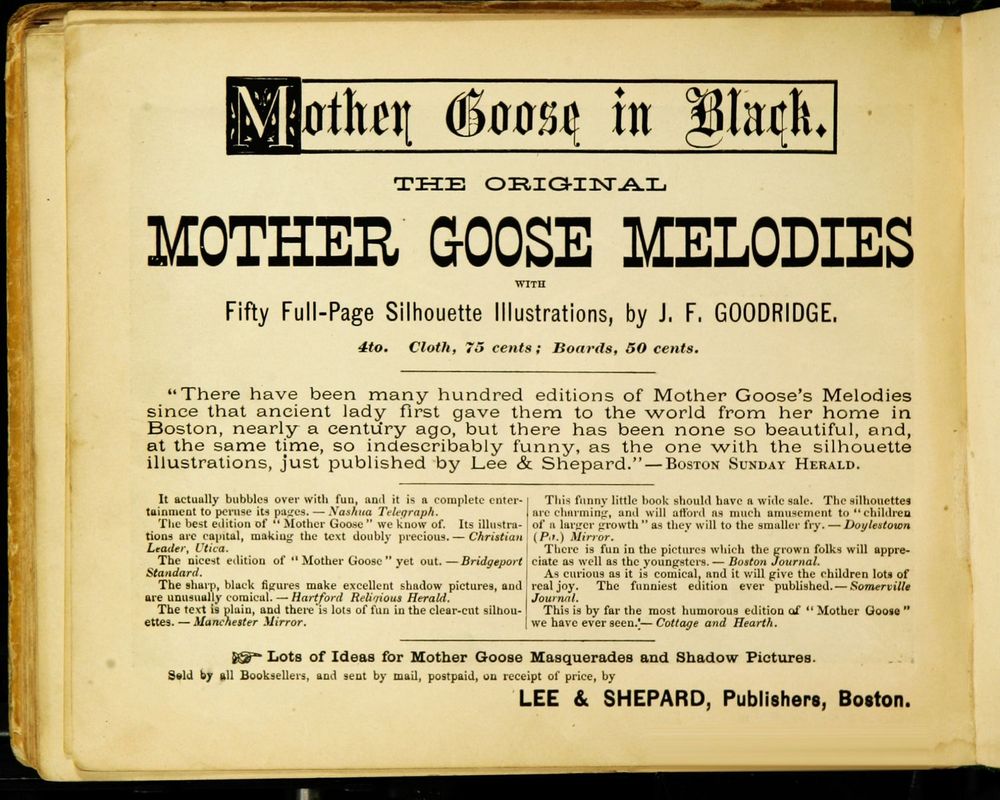 Mother Goose in Black.
THE ORIGINAL
MOTHER GOOSE MELODIES
WITH
Fifty Full-Page Silhouette Illustrations, by J. F. GOODRIDGE.
4to. Cloth, 75 cents; Boards, 50 cents.
“There have been many hundred editions of Mother Goose’s Melodies
since that ancient lady first gave them to the world from her home in
Boston, nearly a century ago, but there has been none so beautiful, and,
at the same time, so indescribably funny, as the one with the silhouette
illustrations, just published by Lee & Shepard.”—BOSTON SUNDAY HERALD.
It actually bubbles over with fun, and it is a complete enter-
tainment to peruse its pages. — Nashua Telegraph.
The best edition of “Mother Goose” we know of. Its illustra-
tions are capital, making the text doubly precious. — Christian
Leader, Utica.
The nicest edition of “Mother Goose” yet out. — Bridgeport
Standard.
The sharp, black figures make excellent shadow pictures, and
are unusually comical. — Hartford Religious Herald.
The text is plain, and there is lots of fun in the clear-cut silhou-
ettes. — Manchester Mirror.
This funny little book should have a wide sale. The silhouettes
are charming, and will afford as much amusement to “children
of a larger growth” as they will to the smaller fry. — Doylestown
(Pa.) Mirror.
There is fun in the pictures which the grown folks will appre-
ciate as well as the youngsters. — Boston Journal.
As curious as it is comical, and it will give the children lots of
real joy. The funniest edition ever published. — Somerville
Journal.
This is by far the most humorous edition of “Mother Goose”
we have ever seen. — Cottage and Hearth.
☞ Lots of Ideas for Mother Goose Masquerades and Shadow Pictures.
Sold by all Booksellers, and sent by mail, postpaid, on receipt of price, by
LEE & SHEPARD, Publishers, Boston.